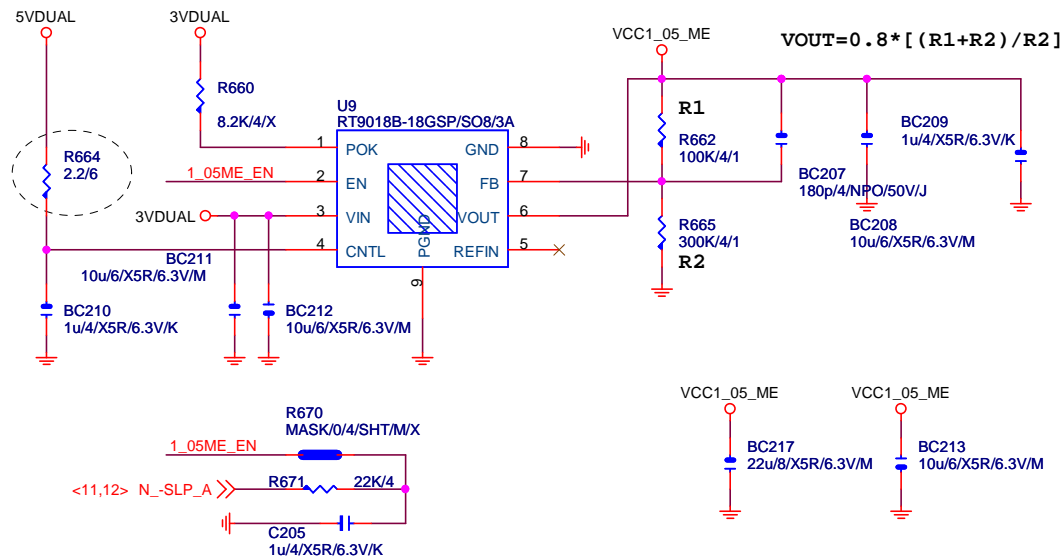 5VDUAL
3VDUAL
VCC1_05_ME
VOUT=0.8*[(R1+R2)/R2]
R660
8.2K/4/X
U9
RT9018B-18GSP/SO8/3A
R1
R662
100K/4/1
BC209
1u/4/X5R/6.3V/K
R664
2.2/6
1_05ME_EN
1
POK
GND
8
2
EN
FB
7
BC207
180p/4/NPO/50V/J
3VDUAL
3
VIN
VOUT
6
4
CNTL
PGND
REFIN
5
9
R665
300K/4/1
R2
BC208
10u/6/X5R/6.3V/M
BC211
10u/6/X5R/6.3V/M
BC210
1u/4/X5R/6.3V/K
BC212
10u/6/X5R/6.3V/M
R670
MASK/0/4/SHT/M/X
1_05ME_EN
<11,12> N_-SLP_A
R671
22K/4
C205
1u/4/X5R/6.3V/K
VCC1_05_ME
VCC1_05_ME
BC217
22u/8/X5R/6.3V/M
BC213
10u/6/X5R/6.3V/M